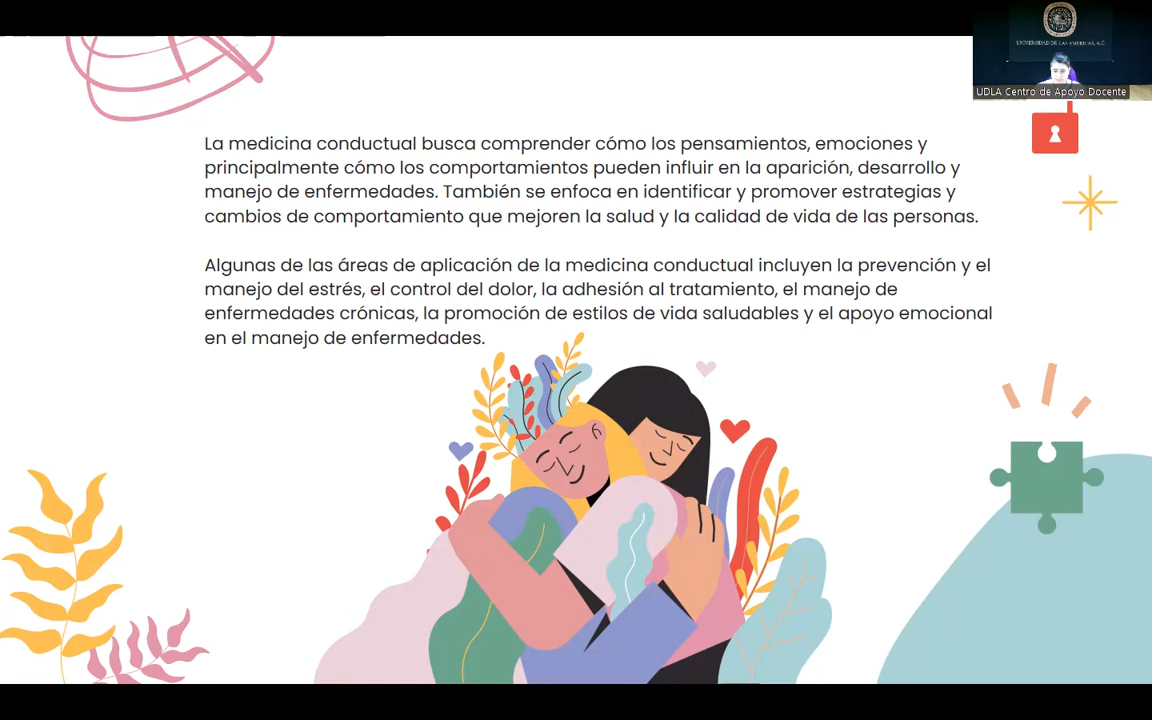 UNIVERSIDAD DE LAS AMERICAS, A.C.
UDLA Centro de Apoyo Docente
La medicina conductual busca comprender cómo los pensamientos, emociones y
principalmente cómo los comportamientos pueden influir en la aparición, desarrollo y
manejo de enfermedades. También se enfoca en identificar y promover estrategias y
cambios de comportamiento que mejoren la salud y la calidad de vida de las personas.
Algunas de las áreas de aplicación de la medicina conductual incluyen la prevención y el
manejo del estrés, el control del dolor, la adhesión al tratamiento, el manejo de
enfermedades crónicas, la promoción de estilos de vida saludables y el apoyo emocional
en el manejo de enfermedades.